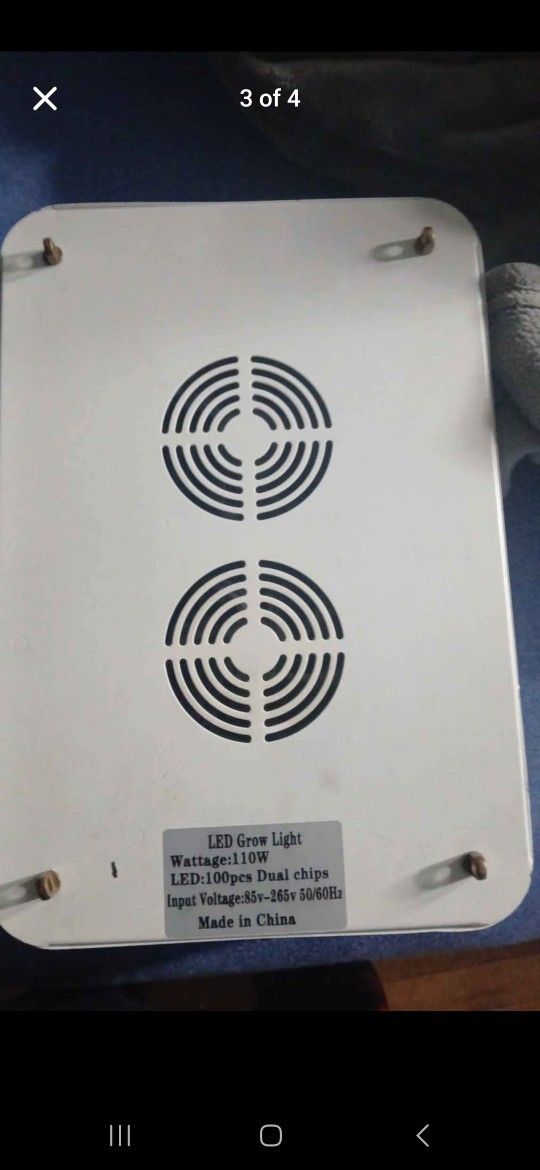 3 of 4
LED Grow Light
Wattage:110W
LED:100pcs Dual chips
Input Voltage:85v-265v 50/60Hz
Made in China